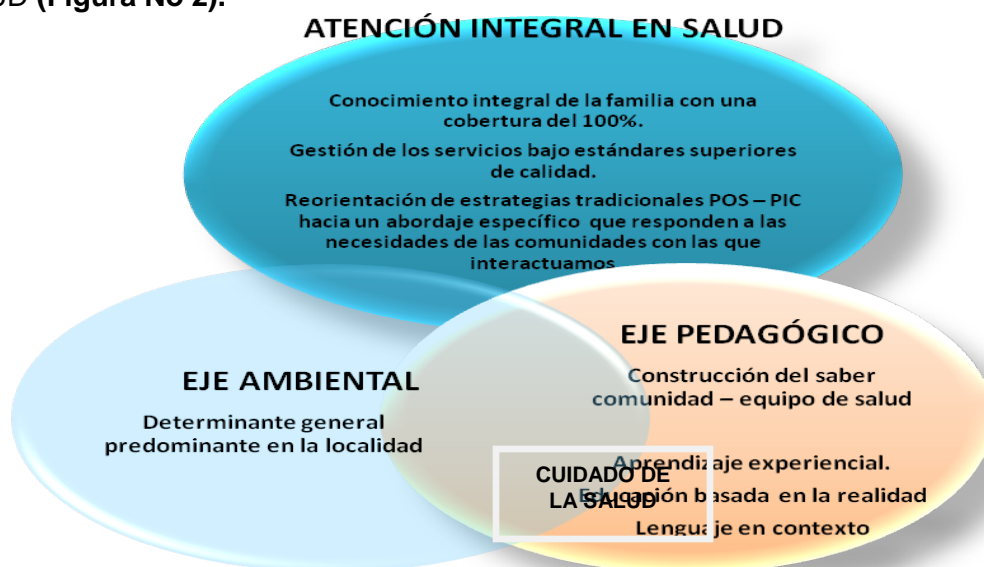 (Figura No 2).
ATENCIÓN INTEGRAL EN SALUD
Conocimiento integral de la familia con una
cobertura del 100%.
Gestión de los servicios bajo estándares superiores
de calidad.
Reorientación de estrategias tradicionales POS – PIC
hacia un abordaje específico que responden a las
necesidades de las comunidades con las que
interactuamos
EJE AMBIENTAL
Determinante general
predominante en la localidad
EJE PEDAGÓGICO
Construcción del saber
comunidad – equipo de salud
Aprendizaje experiencial.
Educación basada en la realidad
Lenguaje en contexto
CUIDADO DE
LA SALUD